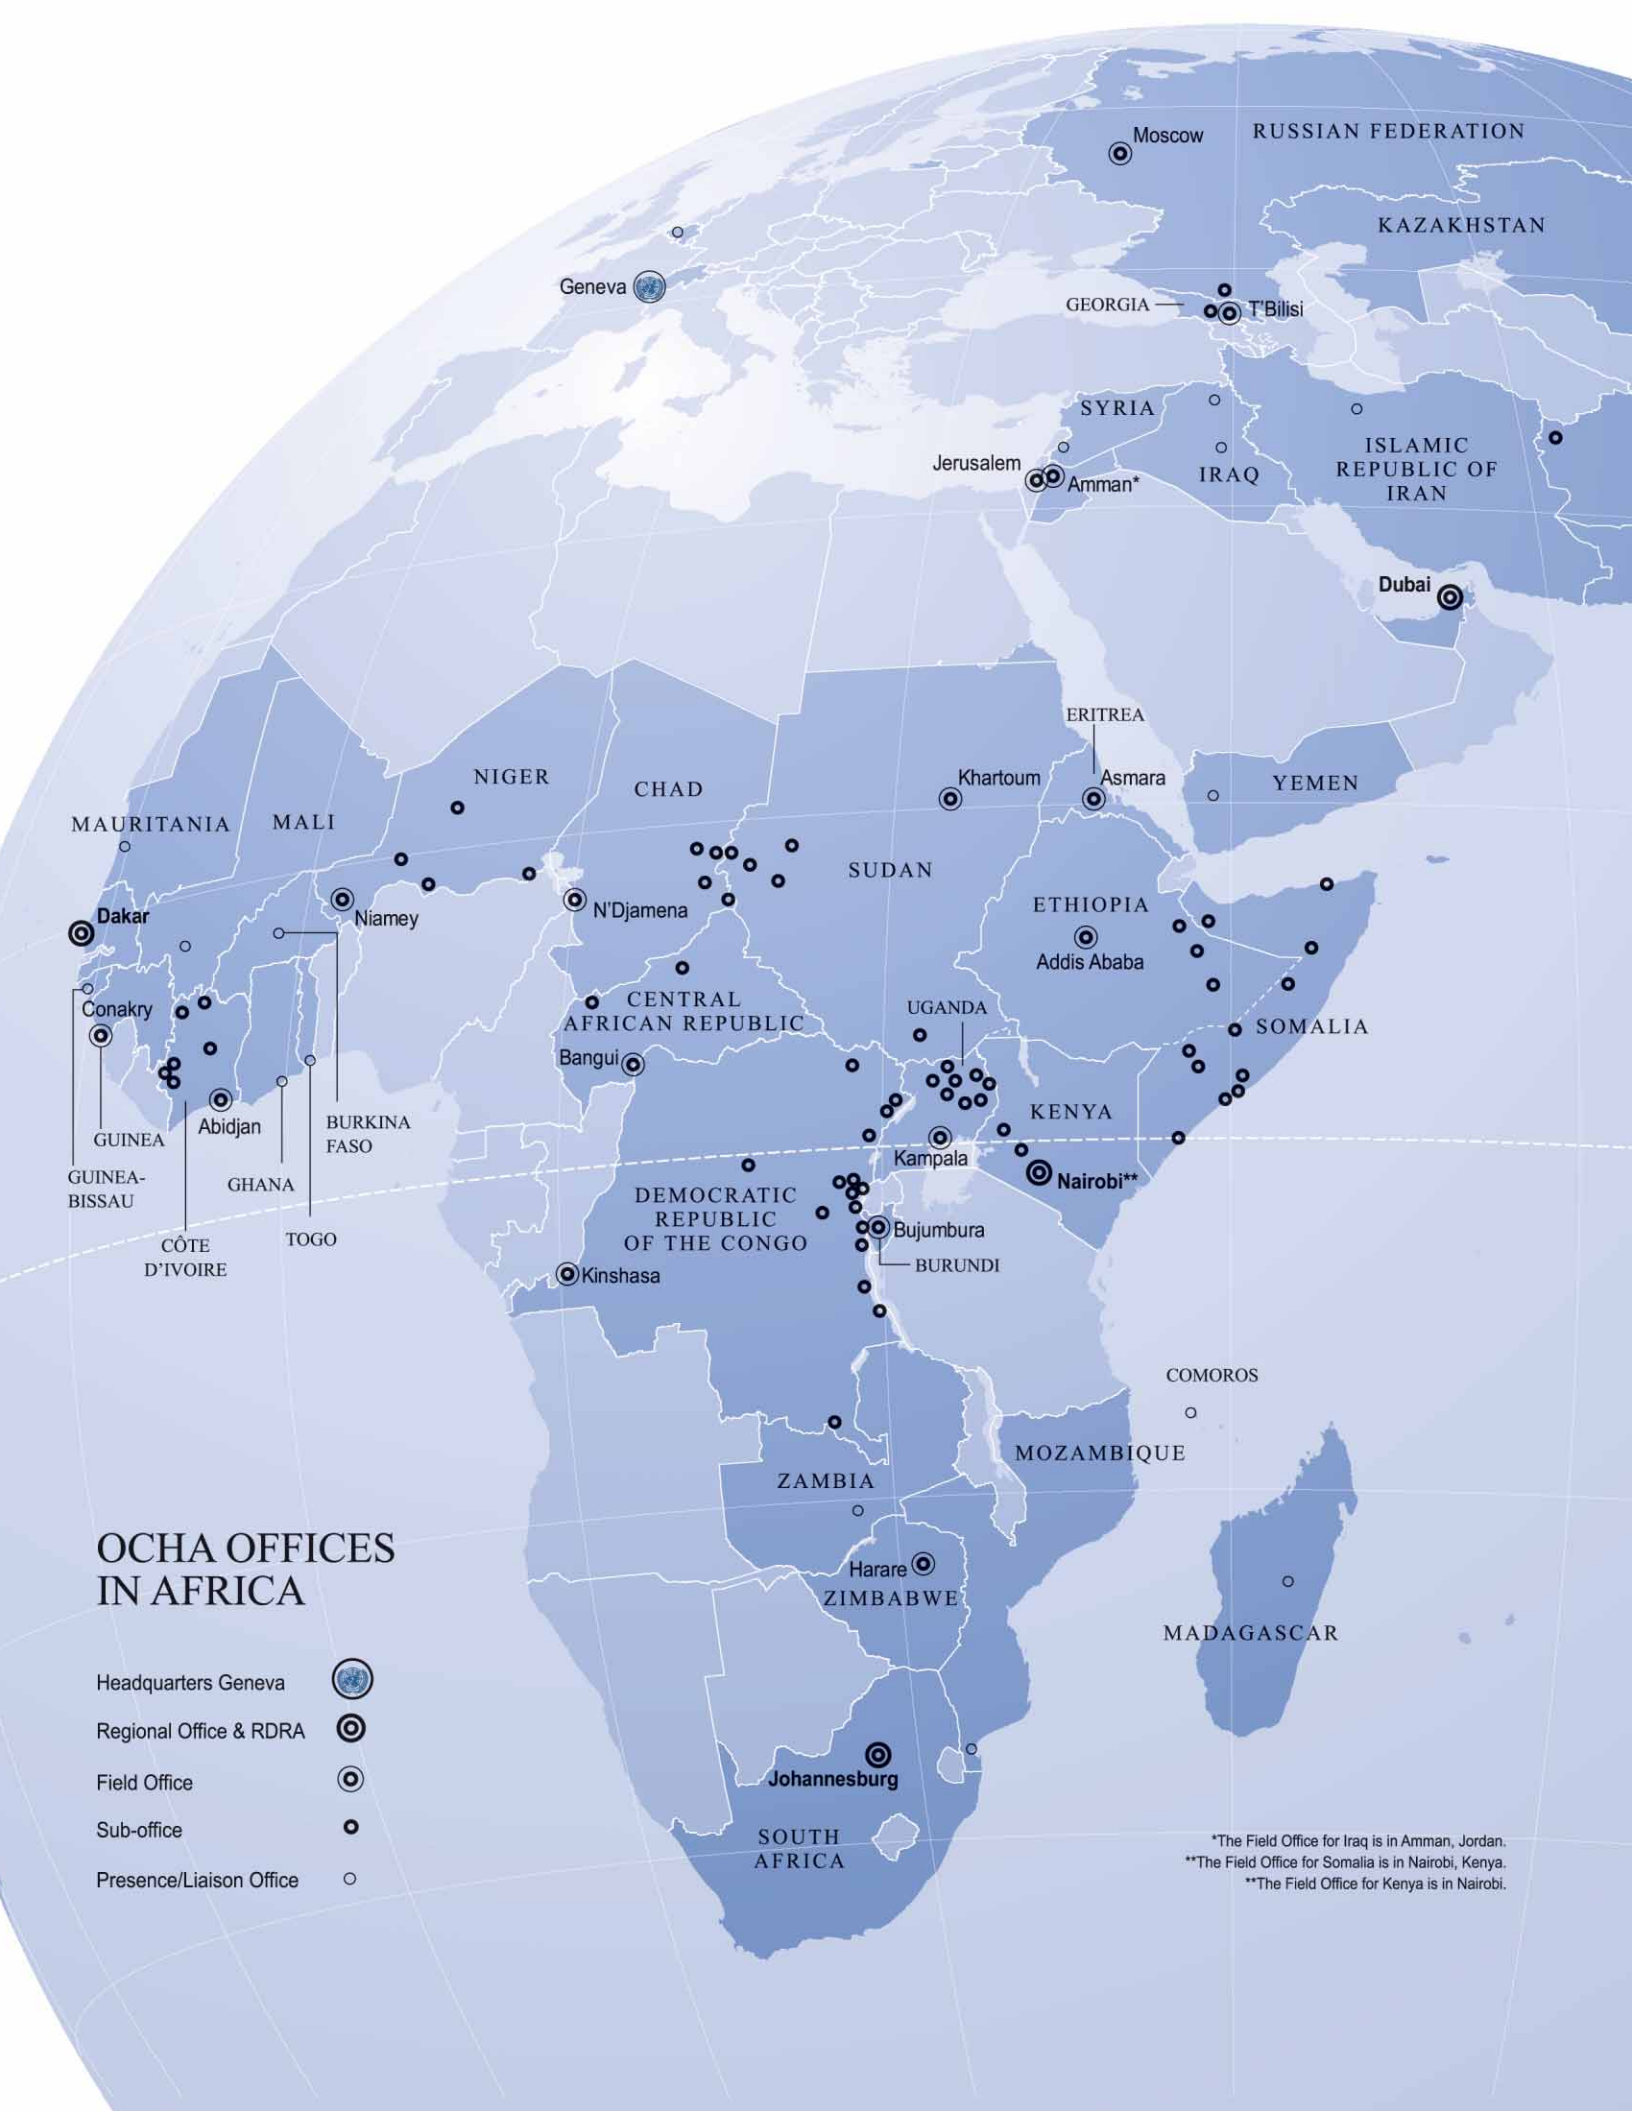 Moscow
RUSSIAN FEDERATION
KAZAKHSTAN
Geneva
GEORGIA
T'Bilisi
SYRIA
Jerusalem
Amman*
IRAQ
ISLAMIC
REPUBLIC OF
IRAN
Dubai
ERITREA
NIGER
CHAD
Khartoum
Asmara
YEMEN
MAURITANIA
MALI
SUDAN
Dakar
Niamey
N'Djamena
ETHIOPIA
Addis Ababa
Conakry
CENTRAL
AFRICAN REPUBLIC
UGANDA
SOMALIA
Bangui
GUINEA
Abidjan
BURKINA
FASO
KENYA
Kampala
GUINEA-
BISSAU
GHANA
Nairobi**
DEMOCRATIC
REPUBLIC
OF THE CONGO
CÔTE
D'IVOIRE
TOGO
Bujumbura
BURUNDI
Kinshasa
COMOROS
MOZAMBIQUE
ZAMBIA
Harare
ZIMBABWE
MADAGASCAR
Johannesburg
SOUTH
AFRICA
OCHA OFFICES
IN AFRICA
Headquarters Geneva
Regional Office & RDRA
Field Office
Sub-office
Presence/Liaison Office
*The Field Office for Iraq is in Amman, Jordan.
**The Field Office for Somalia is in Nairobi, Kenya.
**The Field Office for Kenya is in Nairobi.